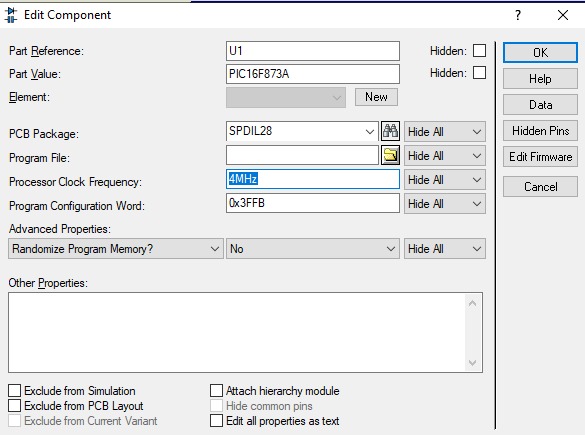 Edit Component ? ×
Part Reference: U1 Hidden: OK
Part Value: PIC16F873A Hidden: Help
Element: New Data
PCB Package: SPDIL28 Hide All Hidden Pins
Program File: Hide All Edit Firmware
Processor Clock Frequency: 4MHz Hide All Cancel
Program Configuration Word: 0x3FFB Hide All
Advanced Properties:
Randomize Program Memory? No Hide All
Other Properties:
Exclude from Simulation Attach hierarchy module
Exclude from PCB Layout Hide common pins
Exclude from Current Variant Edit all properties as text